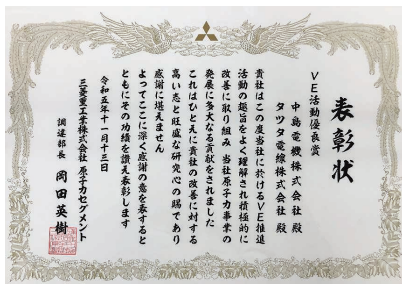 表彰状
VE活動優良賞
中島電機株式会社 殿
タツタ電線株式会社 殿
貴社はこの度当社に於けるVE推進
活動の趣旨をよく理解され積極的に
改善に取り組み 当社原子力事業の
発展に多大なる貢献をされました
これはひとえに貴社の改善に対する
高い志と旺盛な研究心の賜であり
感謝に堪えません
よってここに深く感謝の意を表すると
ともにその功績を讃え表彰します
令和五年十一月十三日
三菱重工業株式会社 原子力セグメント
調達部長 岡田英樹